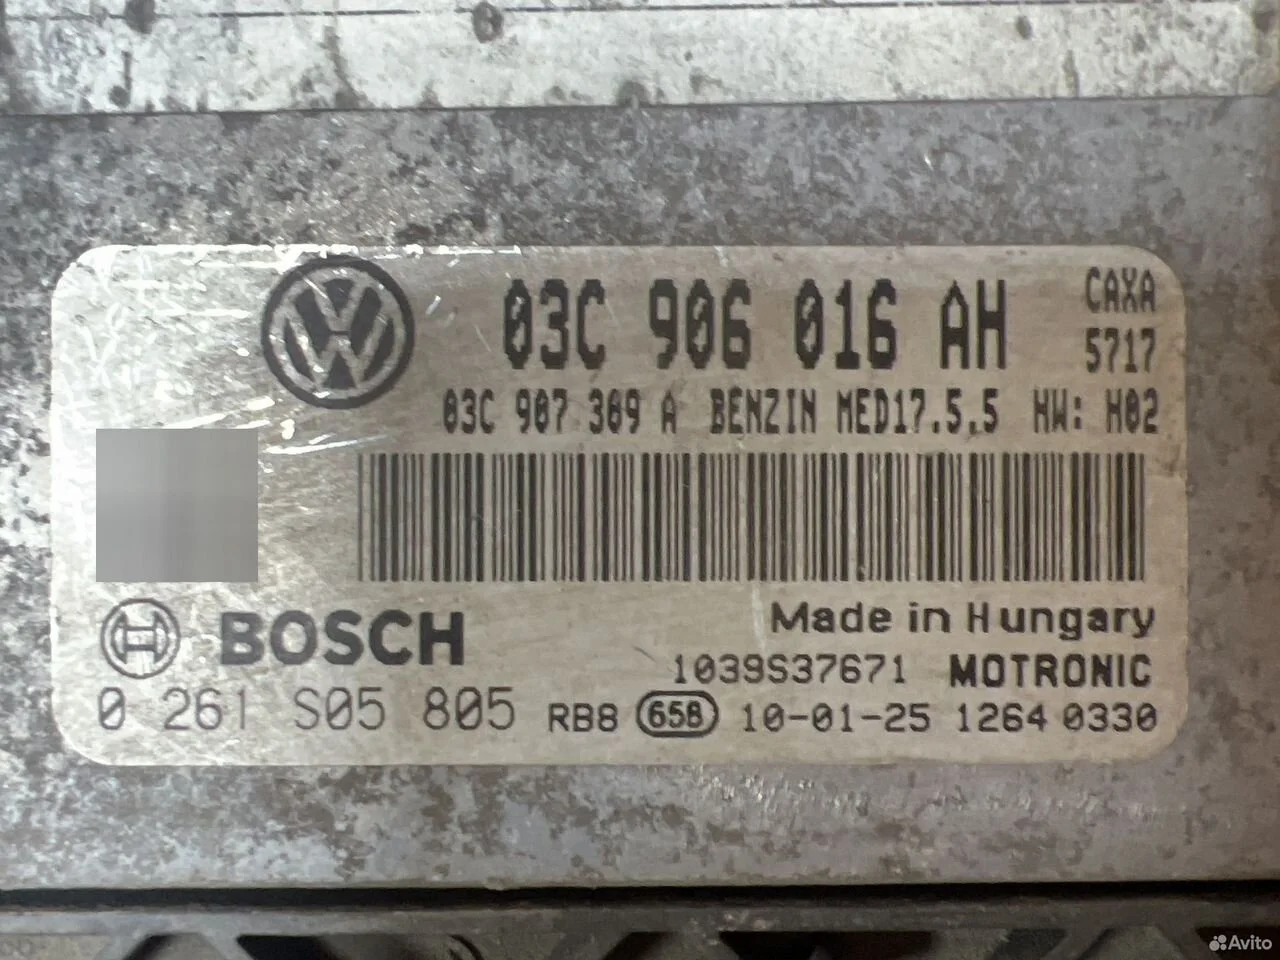 03C 906 016 AH
CAXA
5717
03C 907 309 A BENZIN MED17.5.5 HW: H02
BOSCH
Made in Hungary
1039S37671 MOTRONIC
0 261 S05 805 RB8 658 10-01-25 1264 0330
Avito